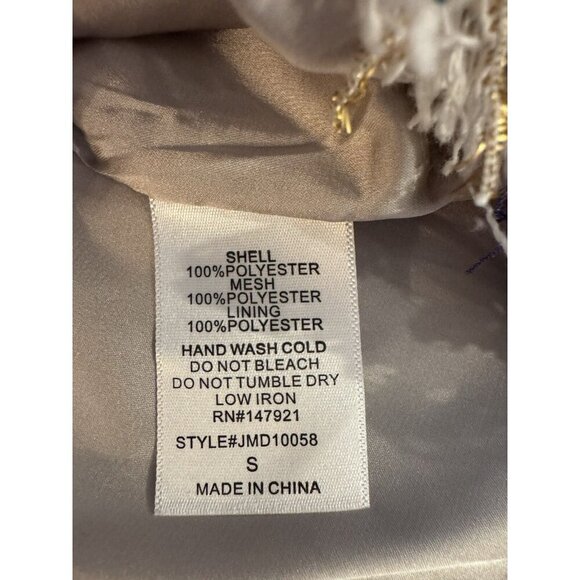 SHELL
100%POLYESTER
MESH
100%POLYESTER
LINING
100%POLYESTER
HAND WASH COLD
DO NOT BLEACH
DO NOT TUMBLE DRY
LOW IRON
RN#147921
STYLE#JMD10058
S
MADE IN CHINA